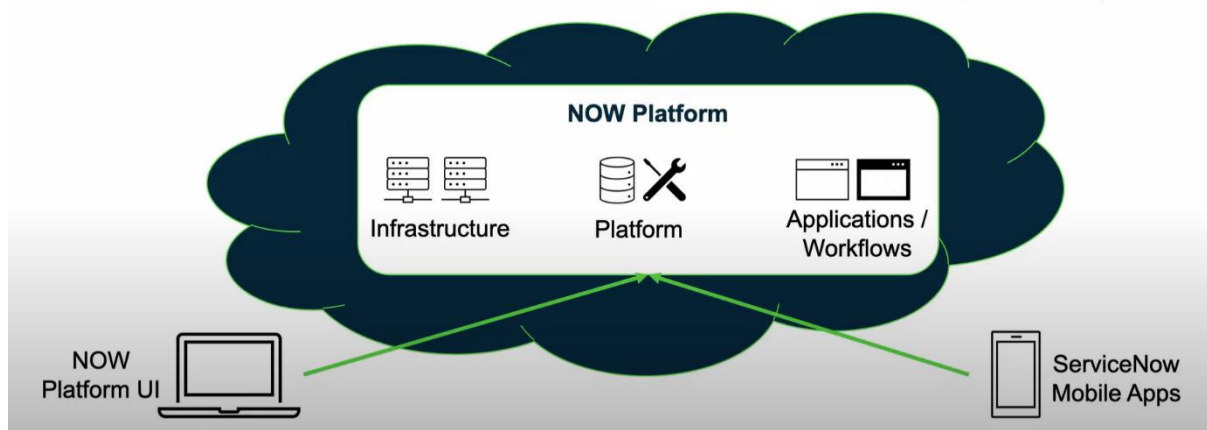 NOW Platform
Infrastructure
Platform
Applications /
Workflows
NOW
Platform UI
ServiceNow
Mobile Apps